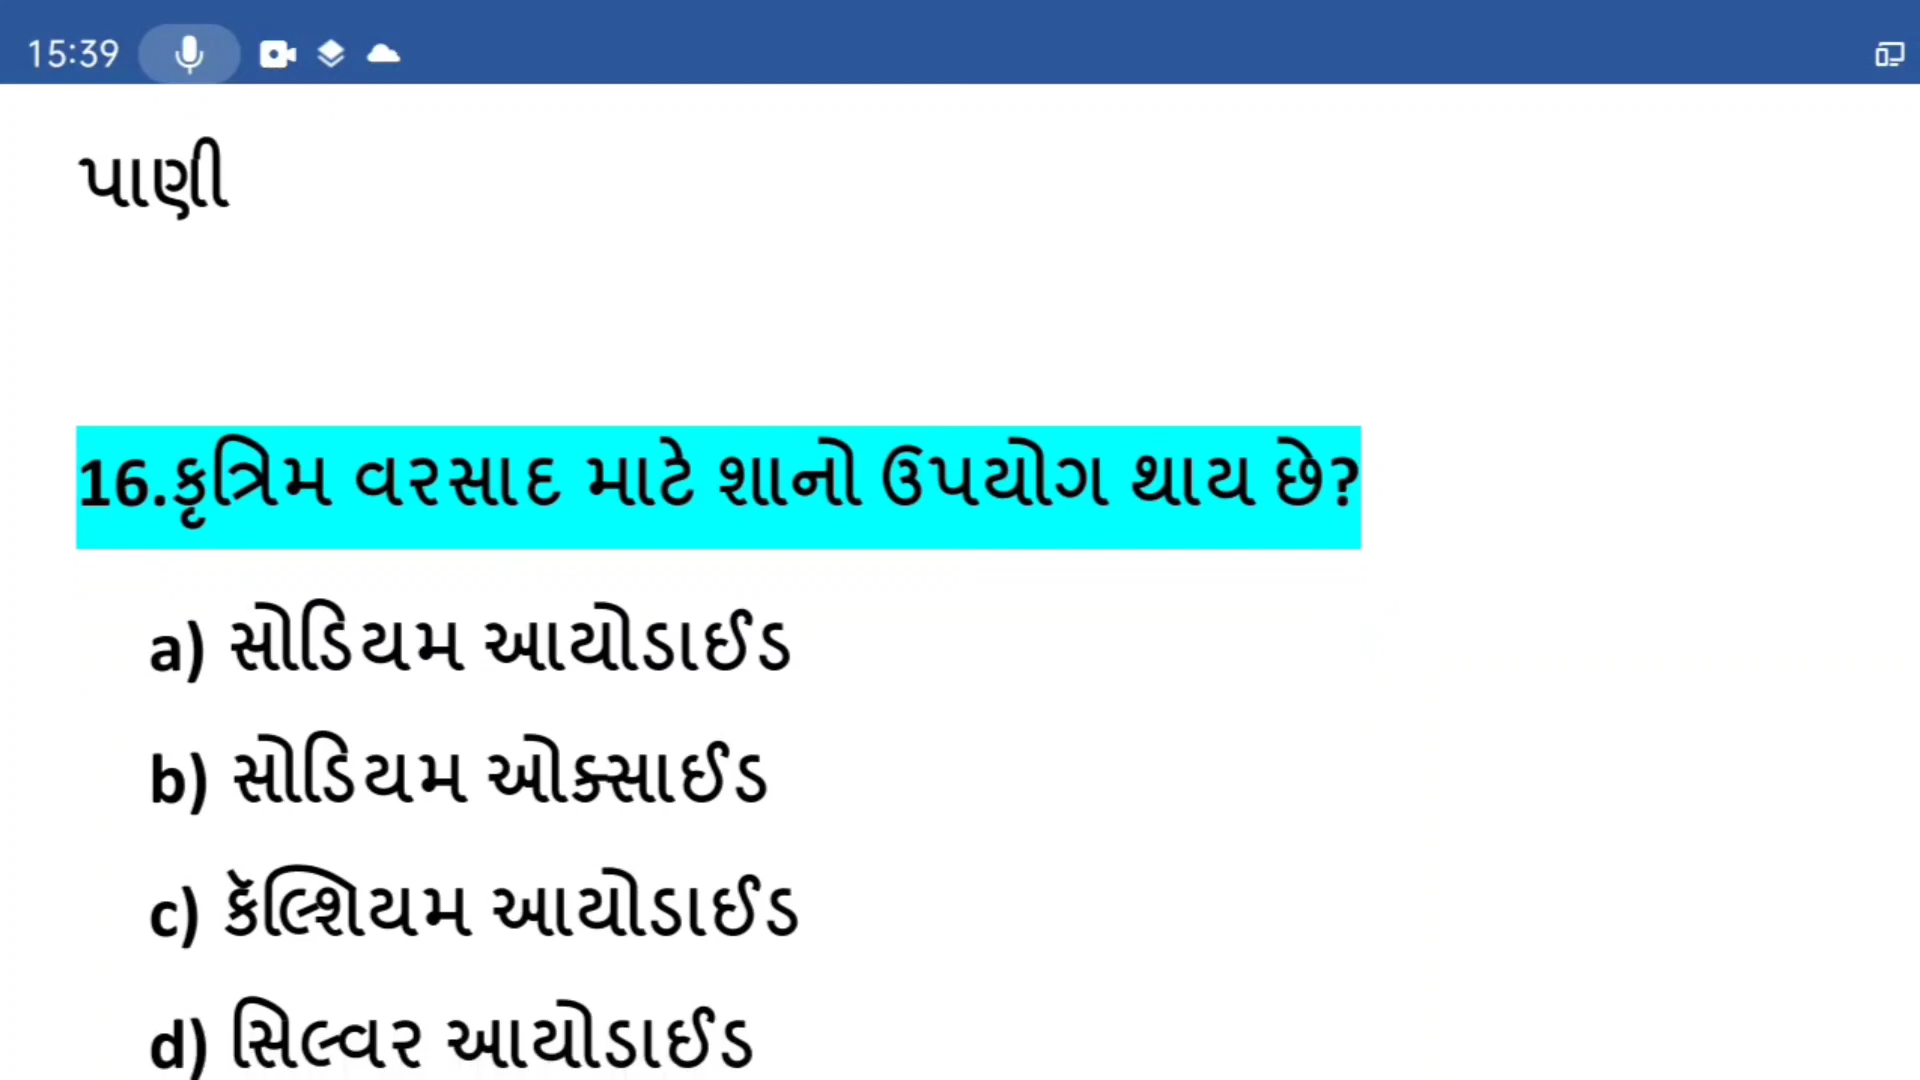 15:39
પાણી
16.કૃત્રિમ વરસાદ માટે શાનો ઉપયોગ થાય છે?
a) સોડિયમ આયોડાઈડ
b) સોડિયમ ઓક્સાઈડ
c) કૅલ્શિયમ આયોડાઈડ
d) સિલ્વર આયોડાઈડ